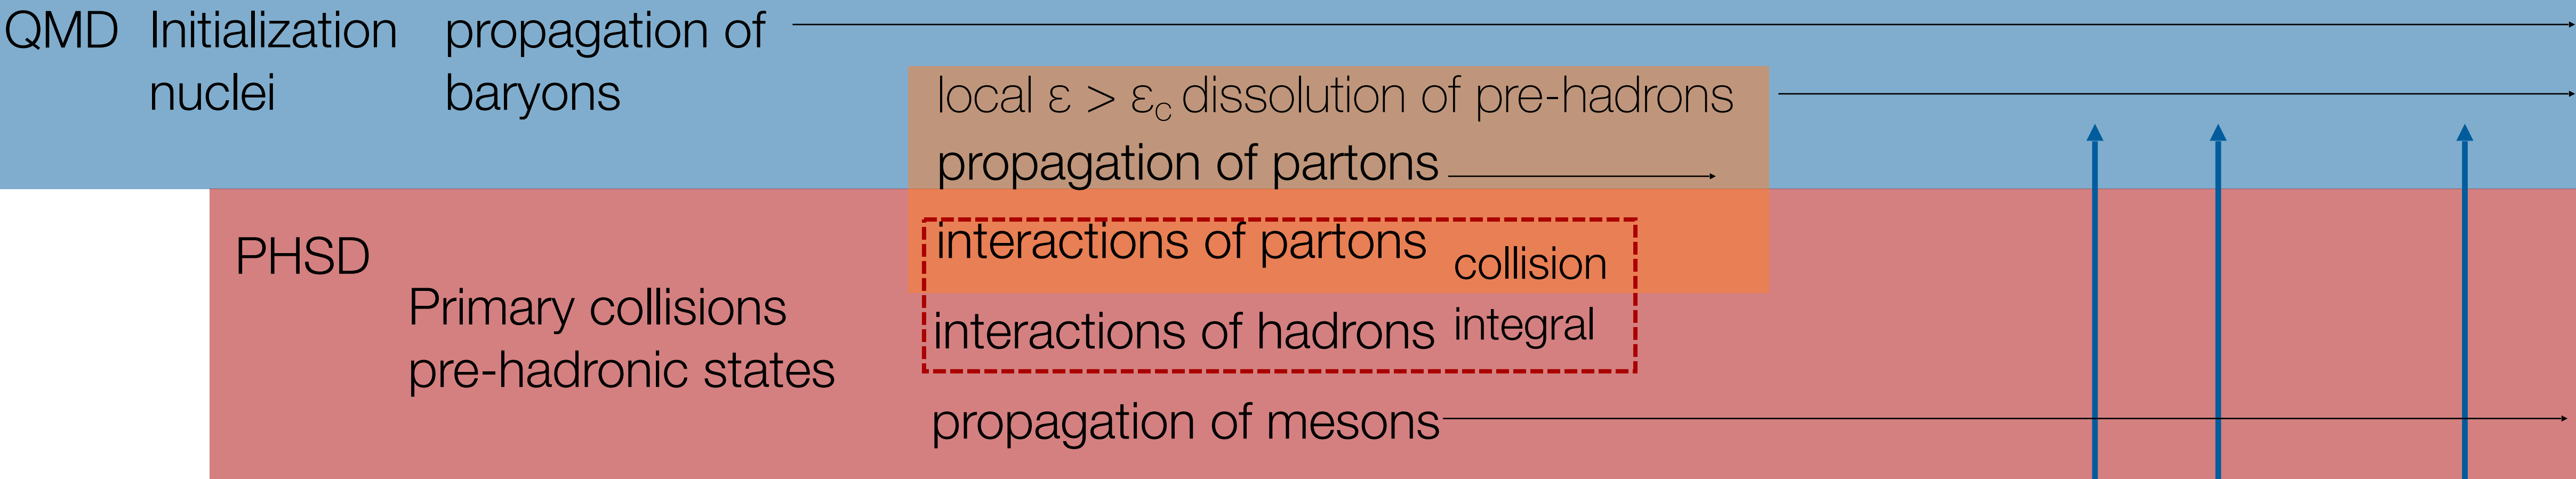 QMD Initialization propagation of
nuclei baryons
local ε > εc dissolution of pre-hadrons
propagation of partons
PHSD
Primary collisions
pre-hadronic states
interactions of partons collision
interactions of hadrons integral
propagation of mesons